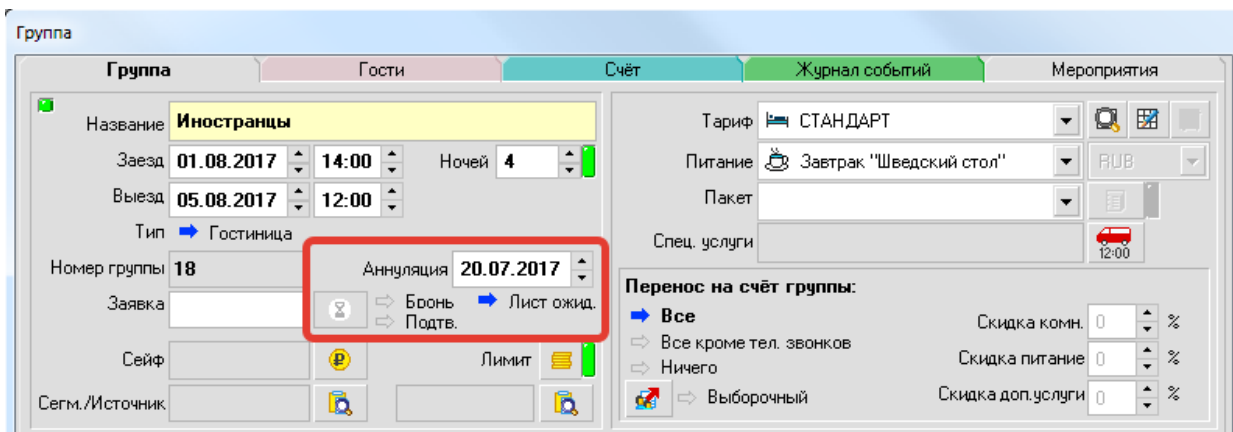 Группа
Группа Гости Счёт Журнал событий Мероприятия
Название Иностранцы
Заезд 01.08.2017 14:00 Ночей 4
Выезд 05.08.2017 12:00
Тип Гостиница
Номер группы 18 Аннуляция 20.07.2017
Заявка Бронь Лист ожид.
Подтв.
Сейф Лимит
Сегм./Источник
Тариф СТАНДАРТ
Питание Завтрак "Шведский стол" RUB
Пакет
Спец. услуги 12:00
Перенос на счёт группы:
Все Скидка комн. 0 %
Все кроме тел. звонков
Скидка питание 0 %
Ничего
Выборочный Скидка доп.услуги 0 %